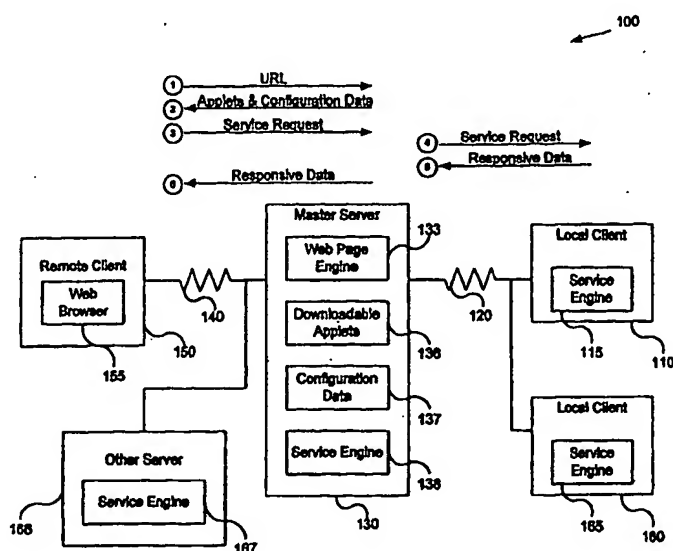 100
1 URL
2 Applets & Configuration Data
3 Service Request
4 Service Request
5 Responsive Data
6 Responsive Data
Master Server
Web Page Engine
133
Remote Client
Web Browser
155
150
140
Downloadable Applets
136
Configuration Data
137
Service Engine
138
130
120
Local Client
Service Engine
115
110
Local Client
Service Engine
165
160
Other Server
Service Engine
166
167